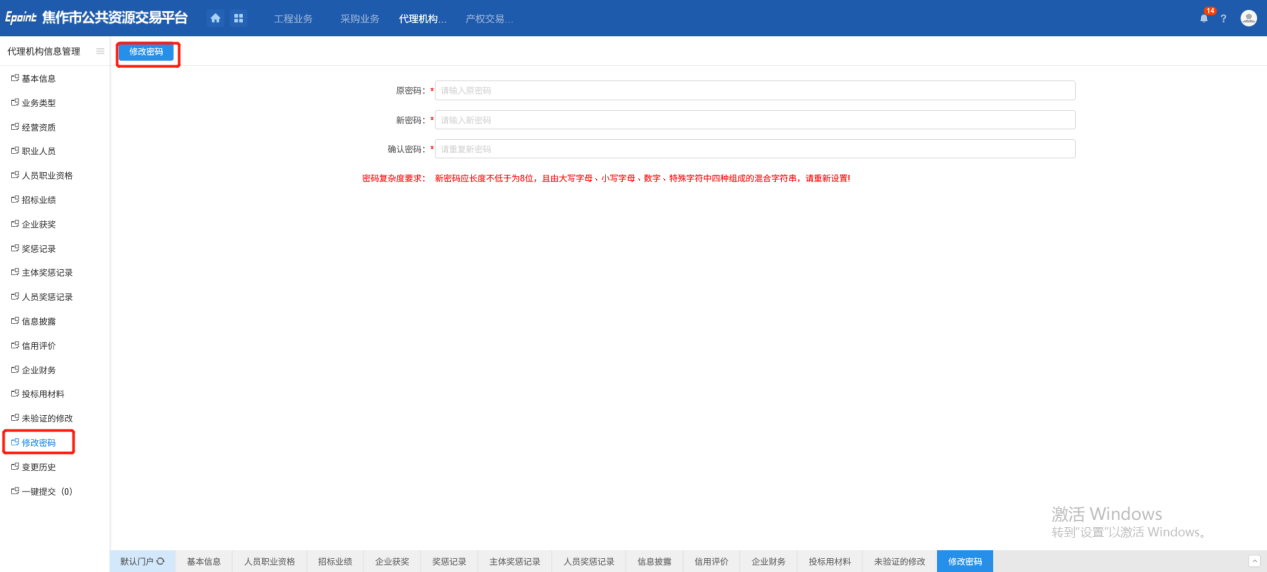 Epoint 焦作市公共资源交易平台
工程业务
采购业务
代理机构...
产权交易...
14
?
代理机构信息管理
修改密码
基本信息
业务类型
经营资质
职业人员
人员职业资格
招标业绩
企业获奖
奖惩记录
主体奖惩记录
人员奖惩记录
信息披露
信用评价
企业财务
投标用材料
未验证的修改
修改密码
变更历史
一键提交（0）
原密码：* 请输入原密码
新密码：* 请输入新密码
确认密码：* 请重复新密码
密码复杂度要求： 新密码应长度不低于为8位，且由大写字母、小写字母、数字、特殊字符中四种组成的混合字符串，请重新设置!
激活 Windows
转到"设置"以激活 Windows。
默认门户 基本信息 人员职业资格 招标业绩 企业获奖 奖惩记录 主体奖惩记录 人员奖惩记录 信息披露 信用评价 企业财务 投标用材料 未验证的修改 修改密码